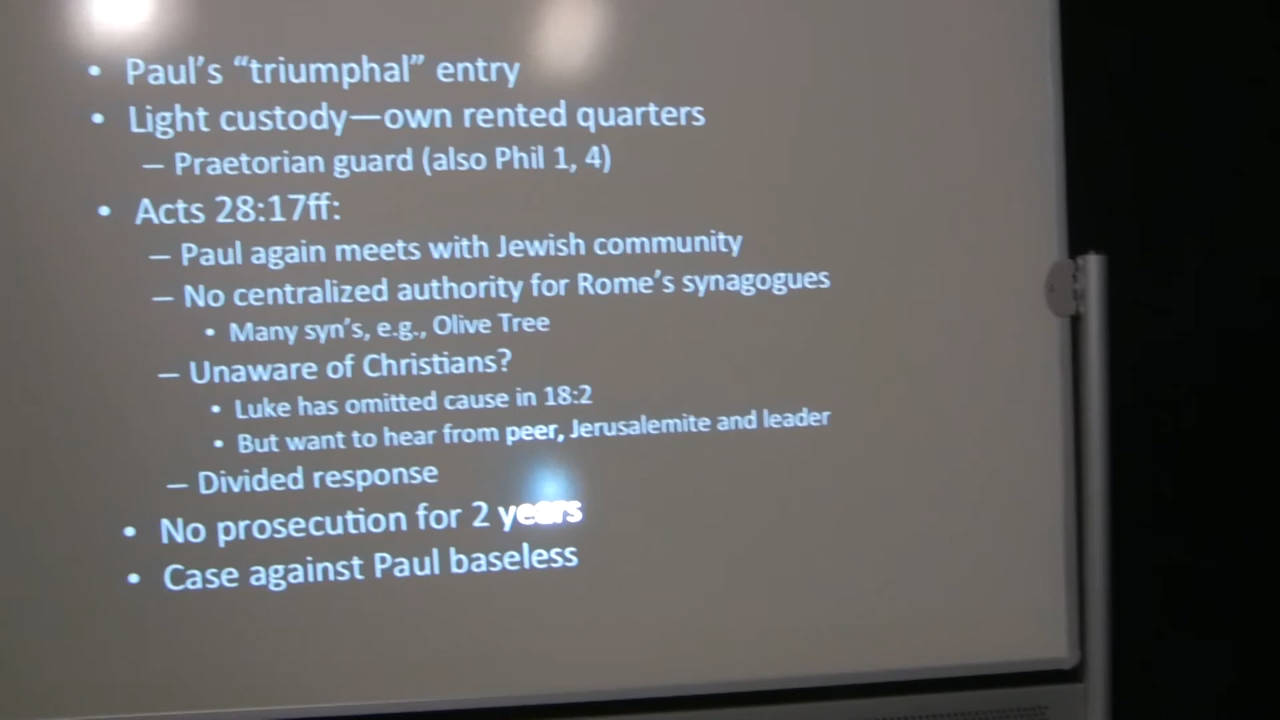 • Paul's “triumphal” entry
• Light custody—own rented quarters
– Praetorian guard (also Phil 1, 4)
• Acts 28:17ff:
– Paul again meets with Jewish community
– No centralized authority for Rome's synagogues
• Many syn's, e.g., Olive Tree
– Unaware of Christians?
• Luke has omitted cause in 18:2
• But want to hear from peer, Jerusalemite and leader
– Divided response
• No prosecution for 2 years
• Case against Paul baseless